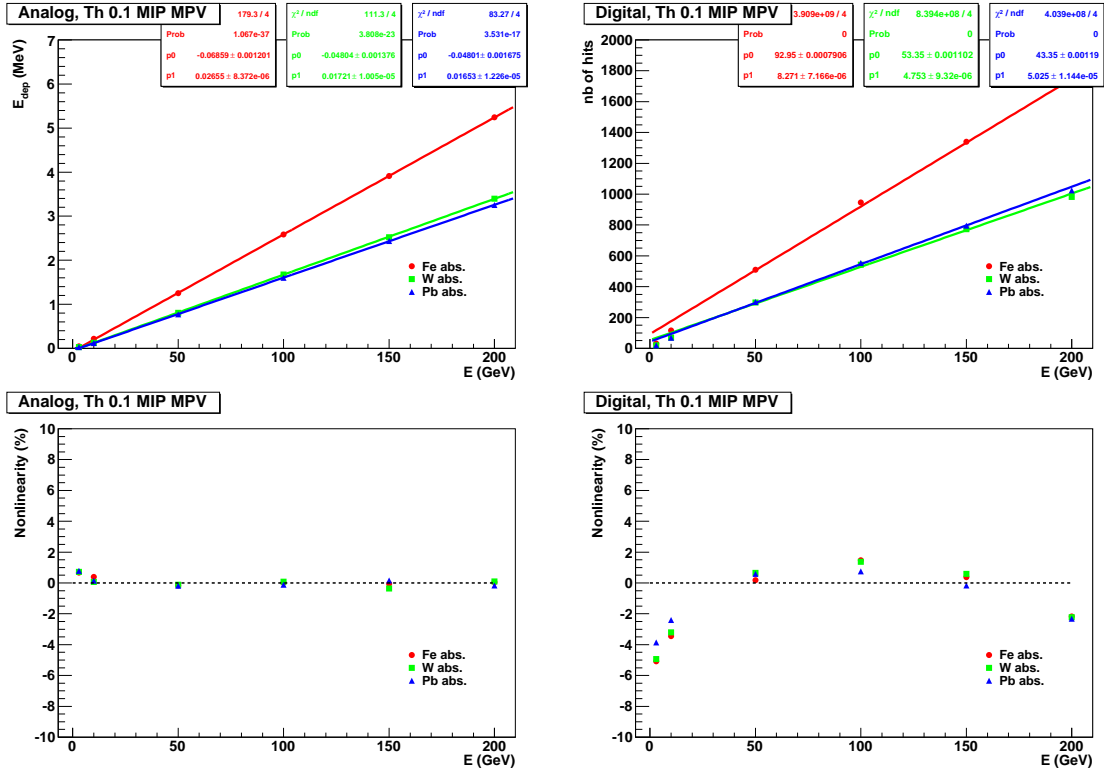 Analog, Th 0.1 MIP MPV
179.3 / 4
Prob 1.067e-37
p0 -0.06859 ± 0.001201
p1 0.02655 ± 8.372e-06
χ² / ndf 111.3 / 4
Prob 3.808e-23
p0 -0.04804 ± 0.001376
p1 0.01721 ± 1.005e-05
χ² / ndf 83.27 / 4
Prob 3.531e-17
p0 -0.04801 ± 0.001675
p1 0.01653 ± 1.226e-05
E_dep (MeV)
7
6
5
4
3
2
1
0
Fe abs.
W abs.
Pb abs.
0 50 100 150 200
E (GeV)
Digital, Th 0.1 MIP MPV
3.909e+09 / 4
Prob 0
p0 92.95 ± 0.0007906
p1 8.271 ± 7.166e-06
χ² / ndf 8.394e+08 / 4
Prob 0
p0 53.35 ± 0.001102
p1 4.753 ± 9.32e-06
χ² / ndf 4.039e+08 / 4
Prob 0
p0 43.35 ± 0.00119
p1 5.025 ± 1.144e-05
nb of hits
2000
1800
1600
1400
1200
1000
800
600
400
200
0
Fe abs.
W abs.
Pb abs.
0 50 100 150 200
E (GeV)
Analog, Th 0.1 MIP MPV
Nonlinearity (%)
10
8
6
4
2
0
-2
-4
-6
-8
-10
Fe abs.
W abs.
Pb abs.
0 50 100 150 200
E (GeV)
Digital, Th 0.1 MIP MPV
Nonlinearity (%)
10
8
6
4
2
0
-2
-4
-6
-8
-10
Fe abs.
W abs.
Pb abs.
0 50 100 150 200
E (GeV)